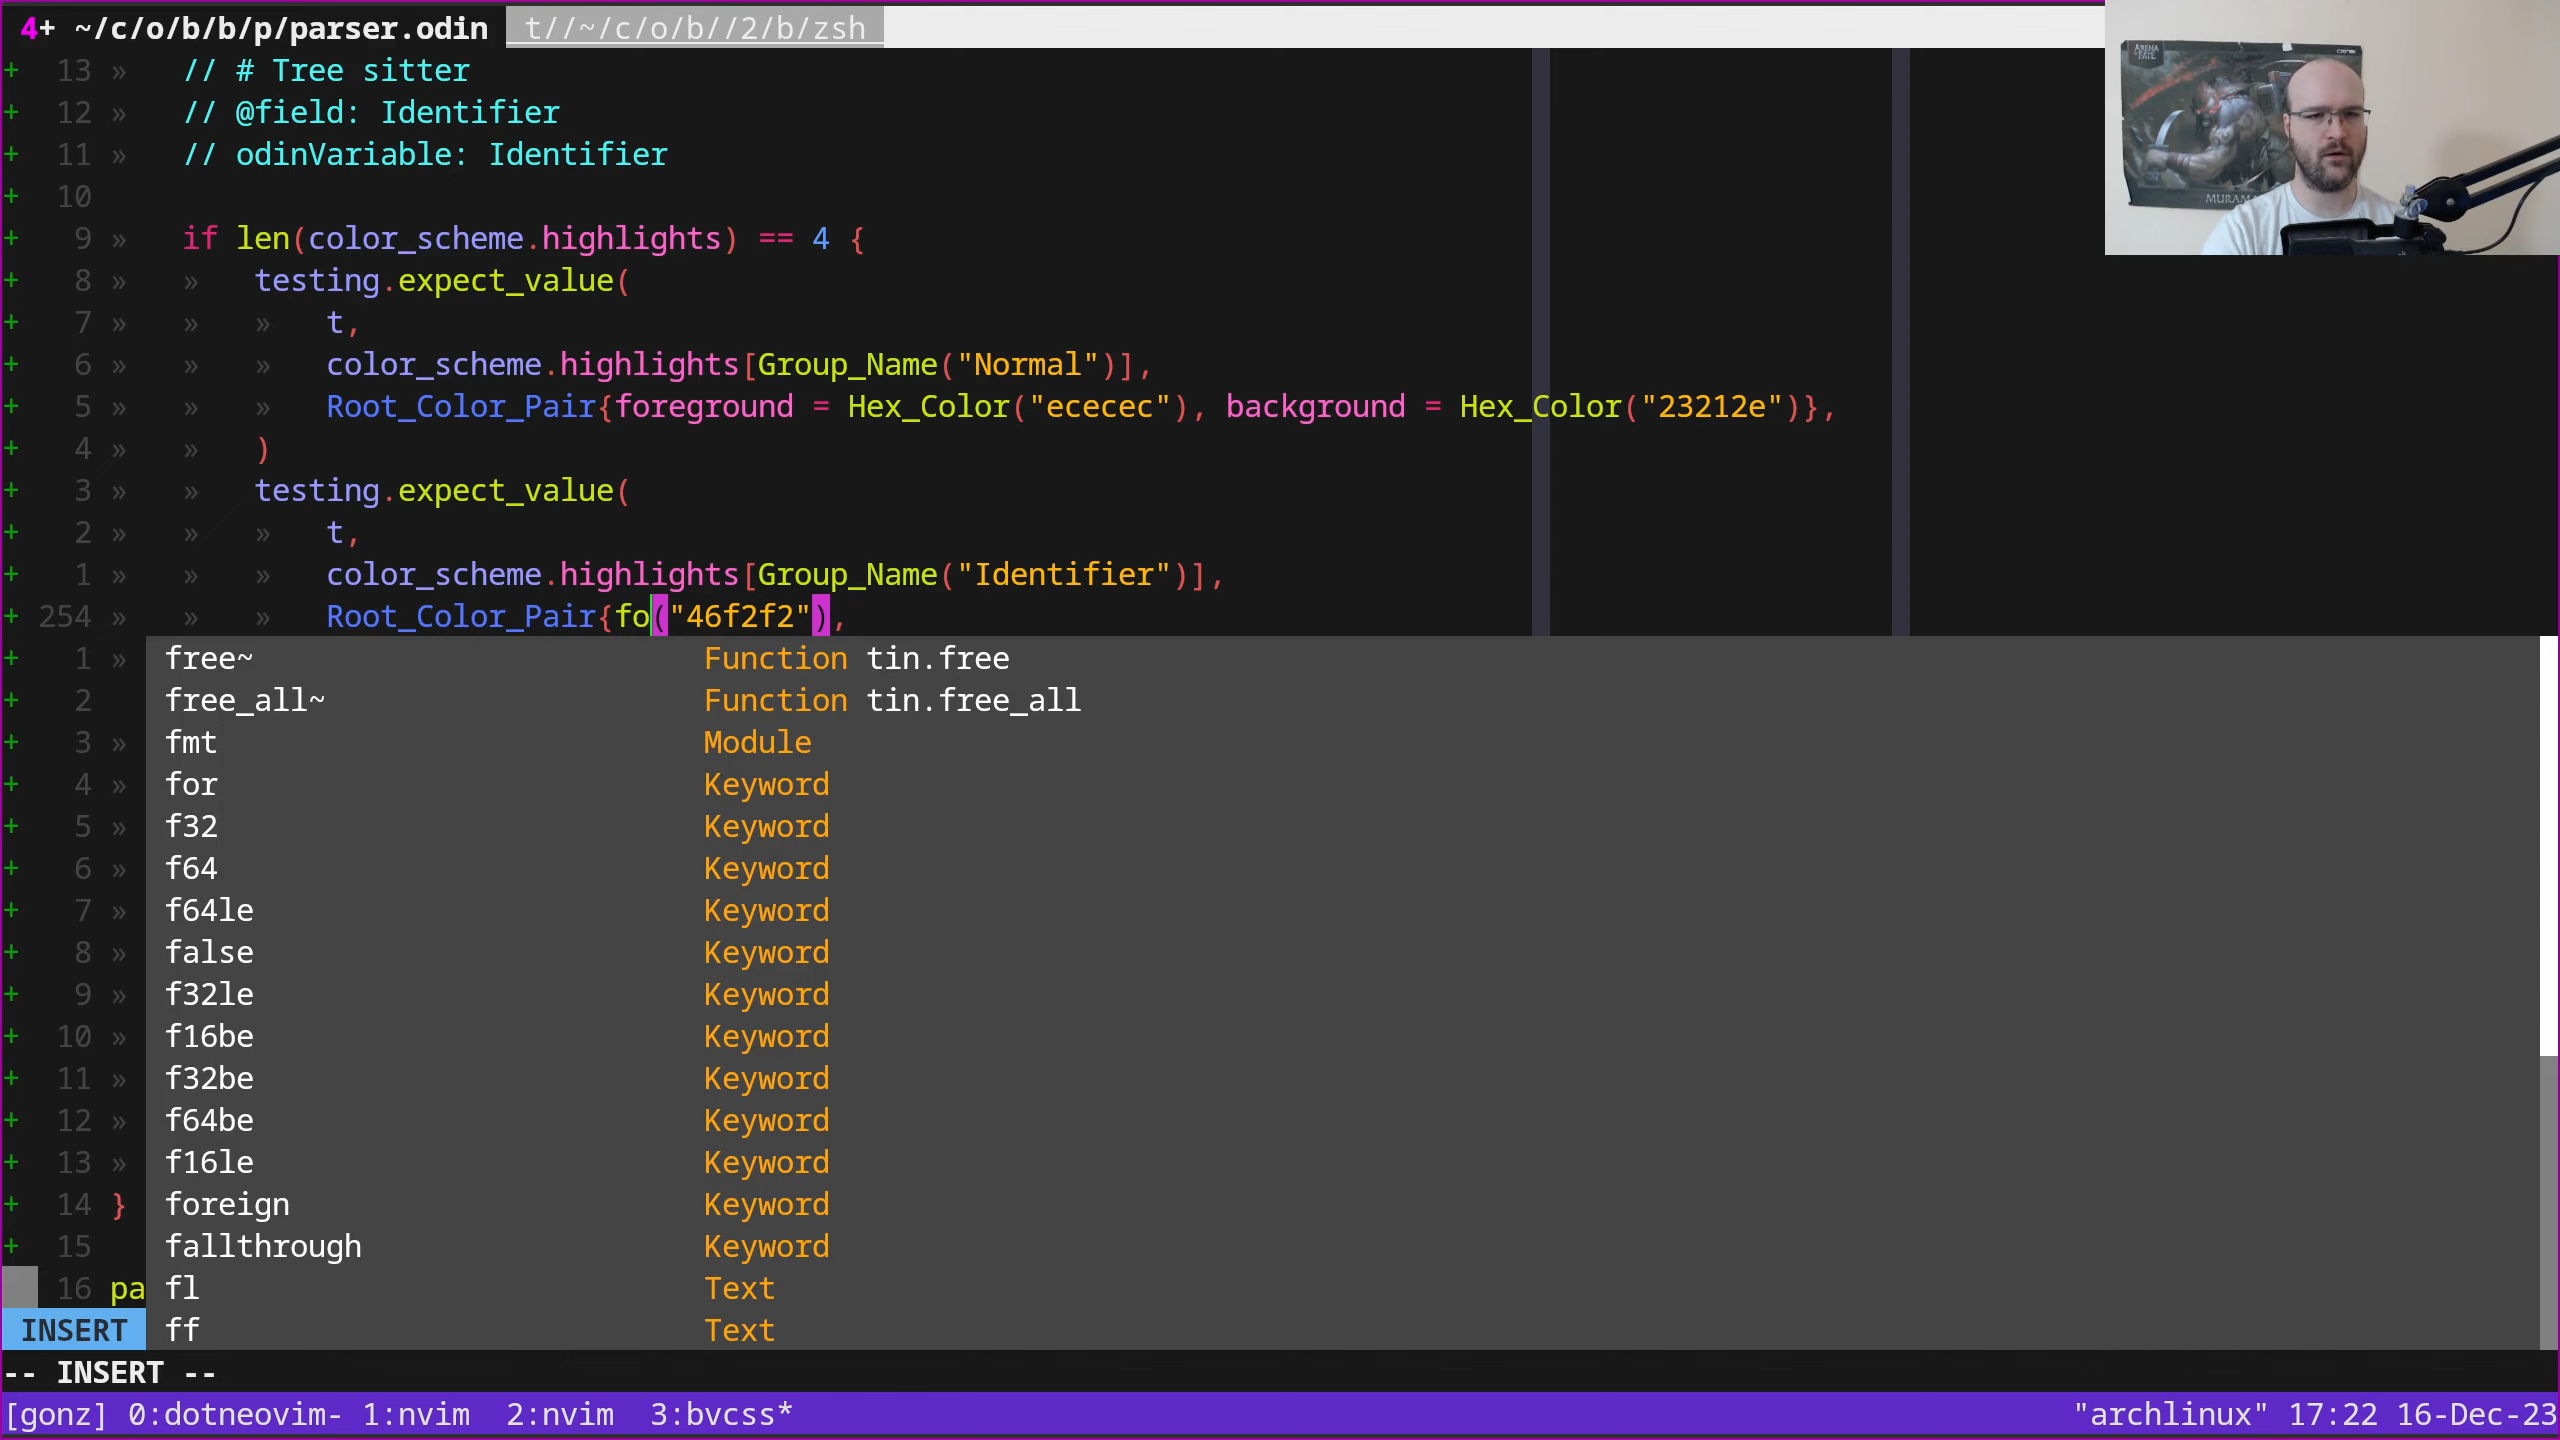 4+ ~/c/o/b/b/p/parser.odin t//~/c/o/b//2/b/zsh
+ 13 » // # Tree sitter
+ 12 » // @field: Identifier
+ 11 » // odinVariable: Identifier
+ 10
+ 9 » if len(color_scheme.highlights) == 4 {
+ 8 » » testing.expect_value(
+ 7 » » » t,
+ 6 » » » color_scheme.highlights[Group_Name("Normal")],
+ 5 » » » Root_Color_Pair{foreground = Hex_Color("ececec"), background = Hex_Color("23212e")},
+ 4 » » )
+ 3 » » testing.expect_value(
+ 2 » » » t,
+ 1 » » » color_scheme.highlights[Group_Name("Identifier")],
+ 254 » » » Root_Color_Pair{fo("46f2f2"),
+ 1 » free~ Function tin.free
+ 2 free_all~ Function tin.free_all
+ 3 » fmt Module
+ 4 » for Keyword
+ 5 » f32 Keyword
+ 6 » f64 Keyword
+ 7 » f64le Keyword
+ 8 » false Keyword
+ 9 » f32le Keyword
+ 10 » f16be Keyword
+ 11 » f32be Keyword
+ 12 » f64be Keyword
+ 13 » f16le Keyword
+ 14 } foreign Keyword
+ 15 fallthrough Keyword
16 pa fl Text
INSERT ff Text
-- INSERT --
[gonz] 0:dotneovim- 1:nvim 2:nvim 3:bvcss* "archlinux" 17:22 16-Dec-23
ARENA
OF FATE